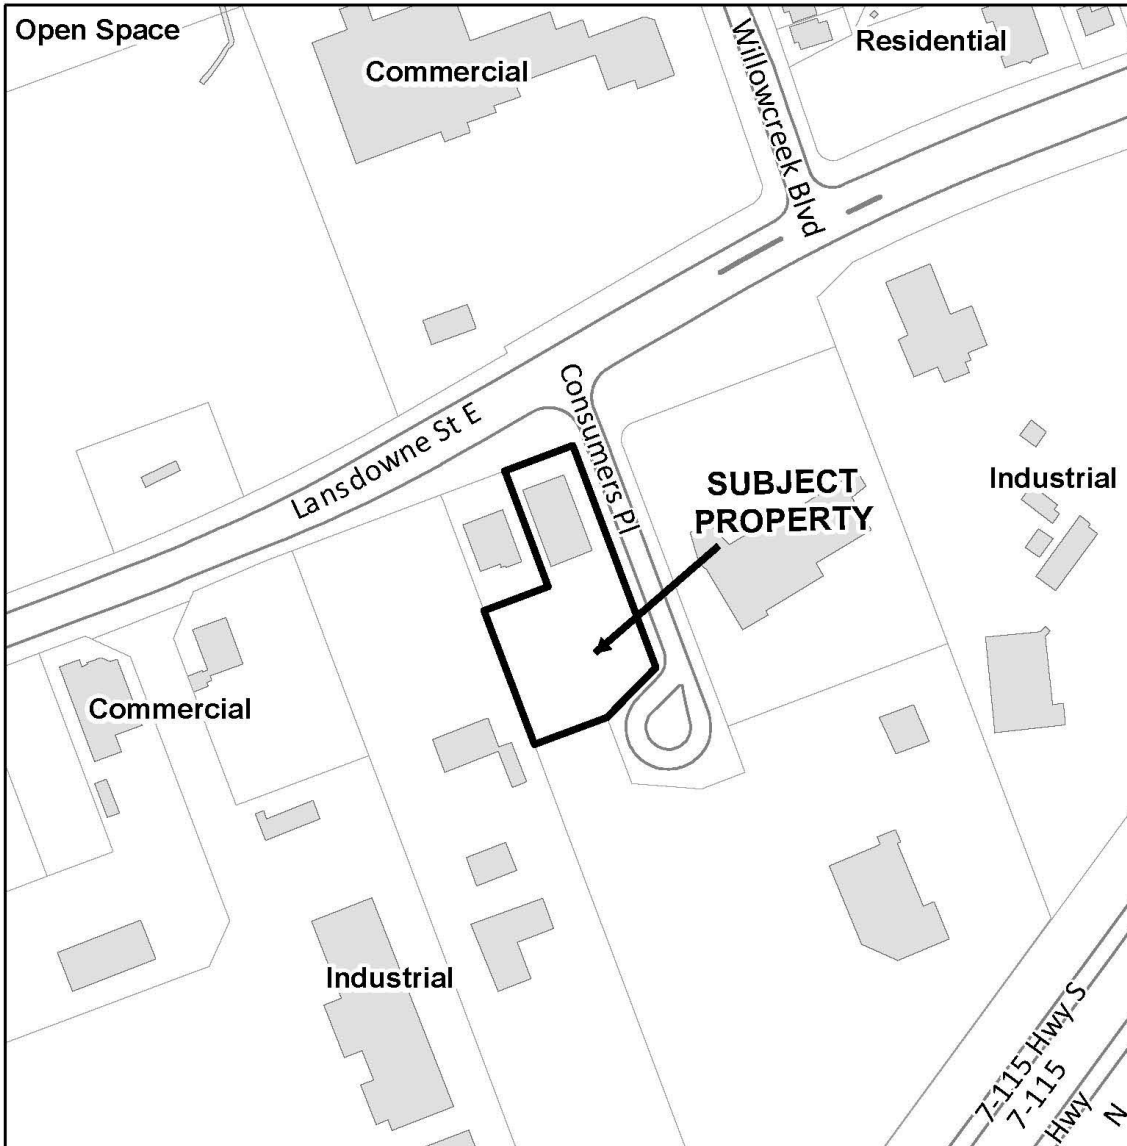 Open Space
Commercial
Willowcreek Blvd
Residential
Lansdowne St E
Consumers Pl
SUBJECT
PROPERTY
Industrial
Commercial
Industrial
7-115 Hwy S
7-115
Hwy N